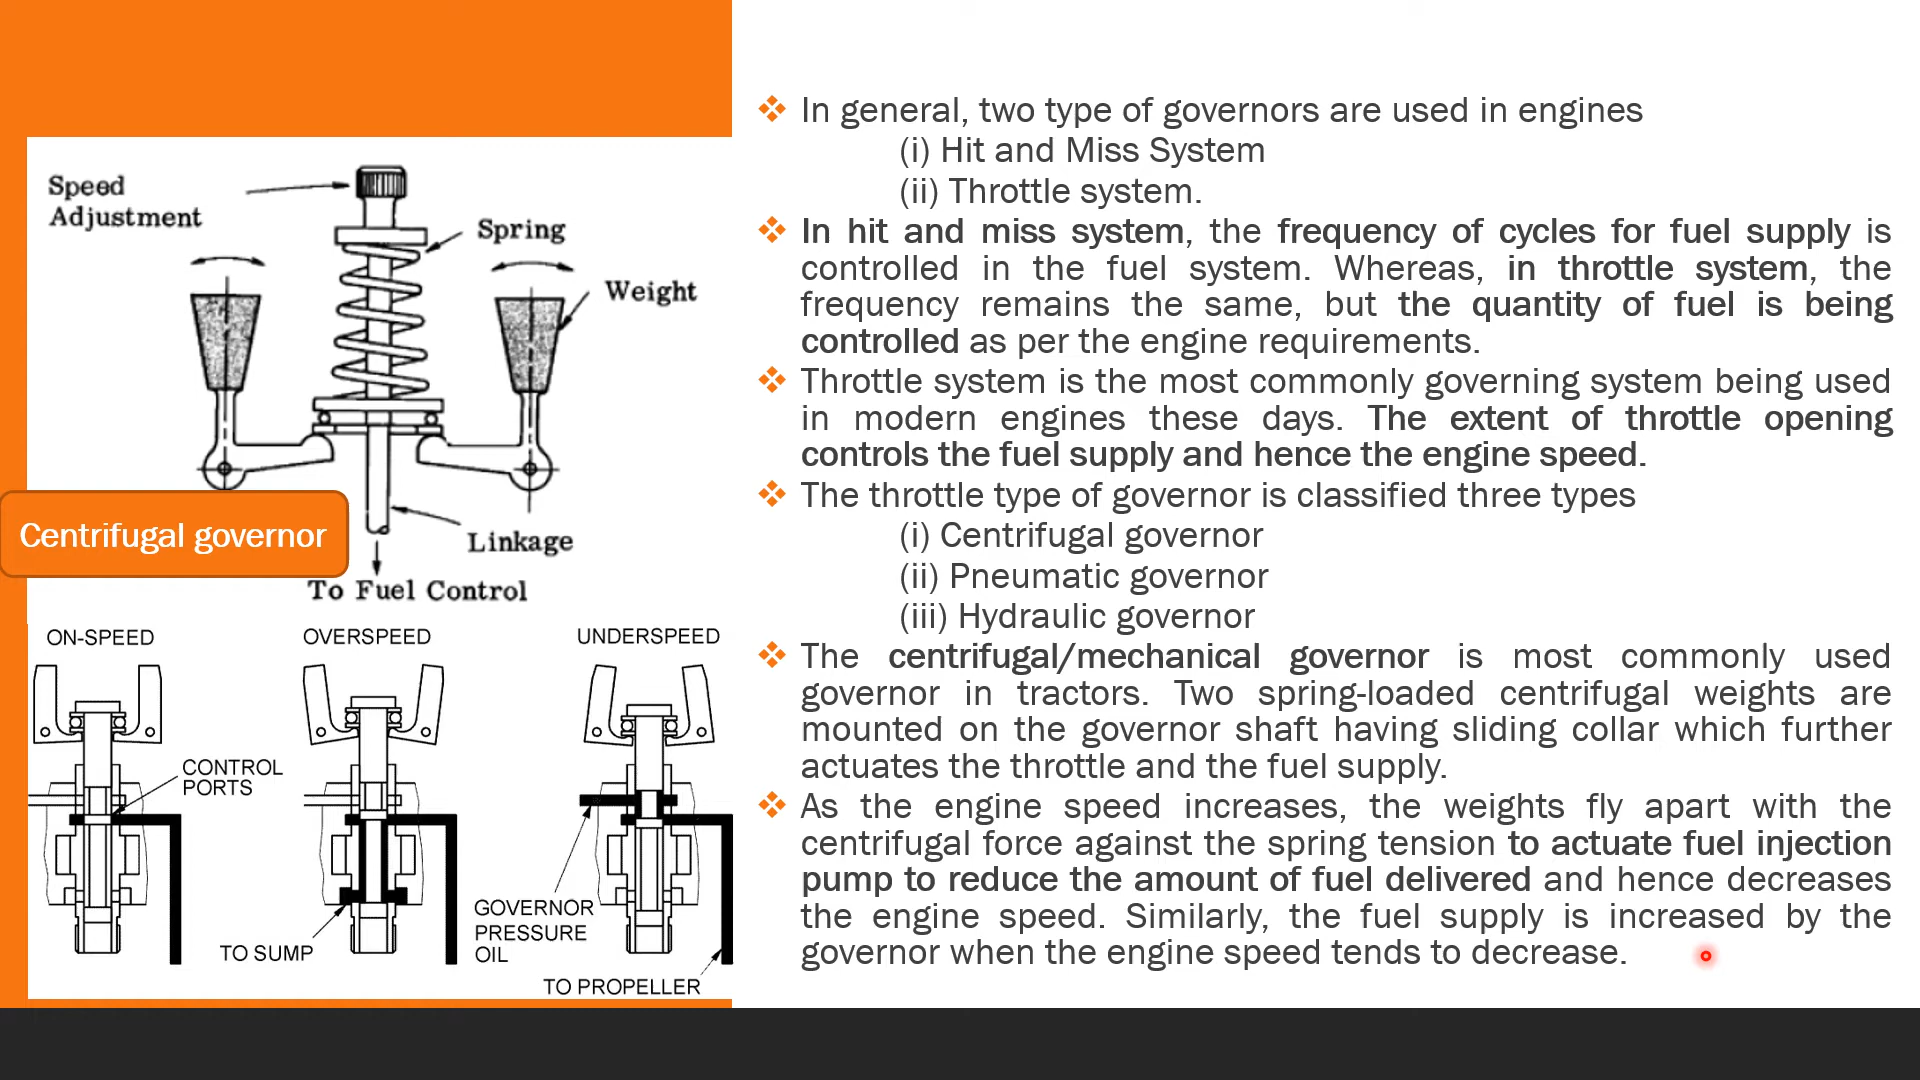 Speed
Adjustment
Spring
Weight
Linkage
To Fuel Control
Centrifugal governor
ON-SPEED
OVERSPEED
UNDERSPEED
CONTROL
PORTS
TO SUMP
GOVERNOR
PRESSURE
OIL
TO PROPELLER
In general, two type of governors are used in engines
(i) Hit and Miss System
(ii) Throttle system.
In hit and miss system, the frequency of cycles for fuel supply is
controlled in the fuel system. Whereas, in throttle system, the
frequency remains the same, but the quantity of fuel is being
controlled as per the engine requirements.
Throttle system is the most commonly governing system being used
in modern engines these days. The extent of throttle opening
controls the fuel supply and hence the engine speed.
The throttle type of governor is classified three types
(i) Centrifugal governor
(ii) Pneumatic governor
(iii) Hydraulic governor
The centrifugal/mechanical governor is most commonly used
governor in tractors. Two spring-loaded centrifugal weights are
mounted on the governor shaft having sliding collar which further
actuates the throttle and the fuel supply.
As the engine speed increases, the weights fly apart with the
centrifugal force against the spring tension to actuate fuel injection
pump to reduce the amount of fuel delivered and hence decreases
the engine speed. Similarly, the fuel supply is increased by the
governor when the engine speed tends to decrease.